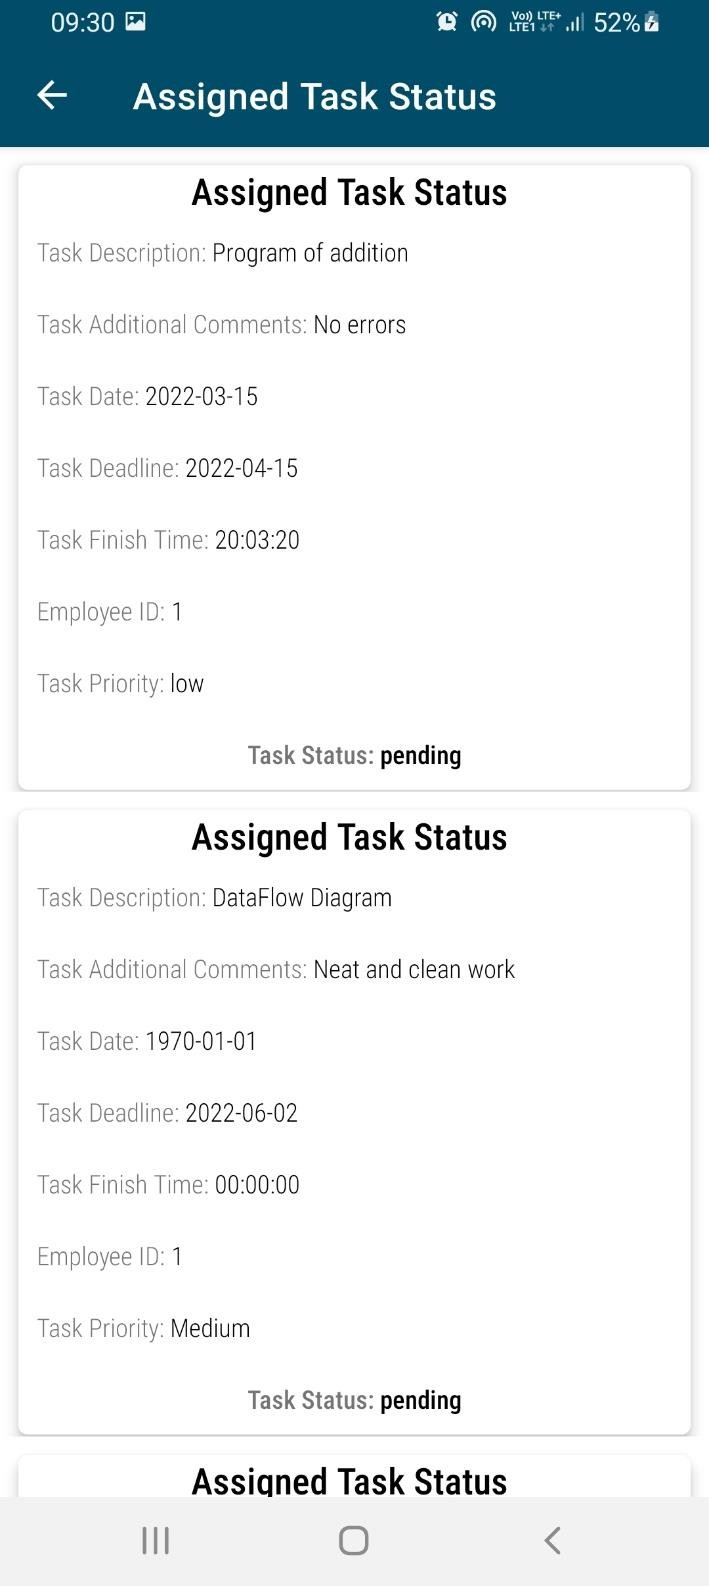 09:30 Vo)) LTE+ LTE1 52%
Assigned Task Status
Assigned Task Status
Task Description: Program of addition
Task Additional Comments: No errors
Task Date: 2022-03-15
Task Deadline: 2022-04-15
Task Finish Time: 20:03:20
Employee ID: 1
Task Priority: low
Task Status: pending
Assigned Task Status
Task Description: DataFlow Diagram
Task Additional Comments: Neat and clean work
Task Date: 1970-01-01
Task Deadline: 2022-06-02
Task Finish Time: 00:00:00
Employee ID: 1
Task Priority: Medium
Task Status: pending
Assigned Task Status